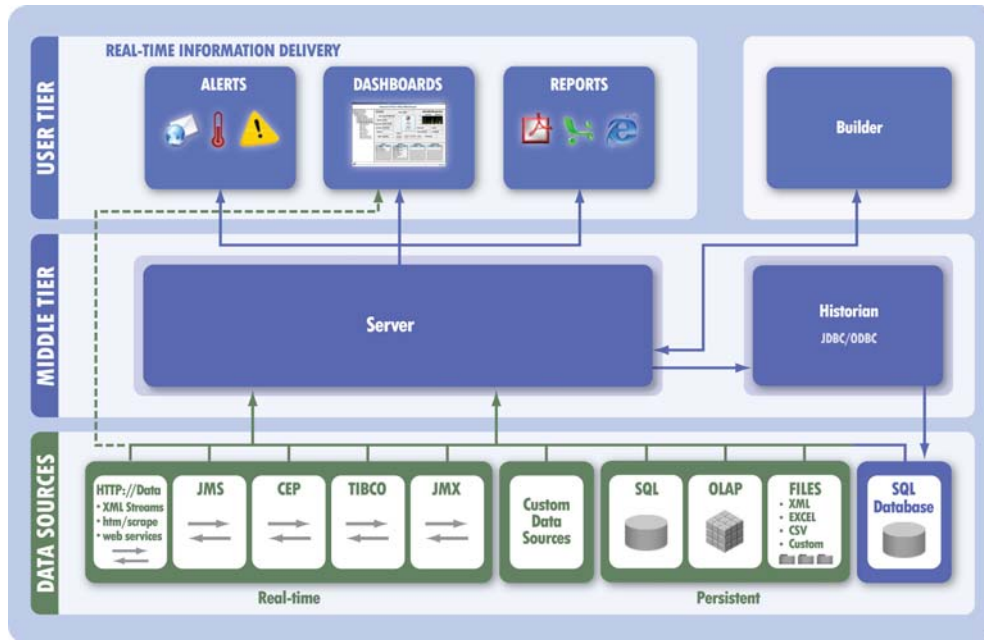 USER TIER
REAL-TIME INFORMATION DELIVERY
ALERTS
DASHBOARDS
REPORTS
Builder
MIDDLE TIER
Server
Historian
JDBC/ODBC
DATA SOURCES
HTTP://Data
• XML Streams
• htm/scrape
• web services
JMS
CEP
TIBCO
JMX
Custom
Data
Sources
SQL
OLAP
FILES
• XML
• EXCEL
• CSV
• Custom
SQL
Database
Real-time
Persistent